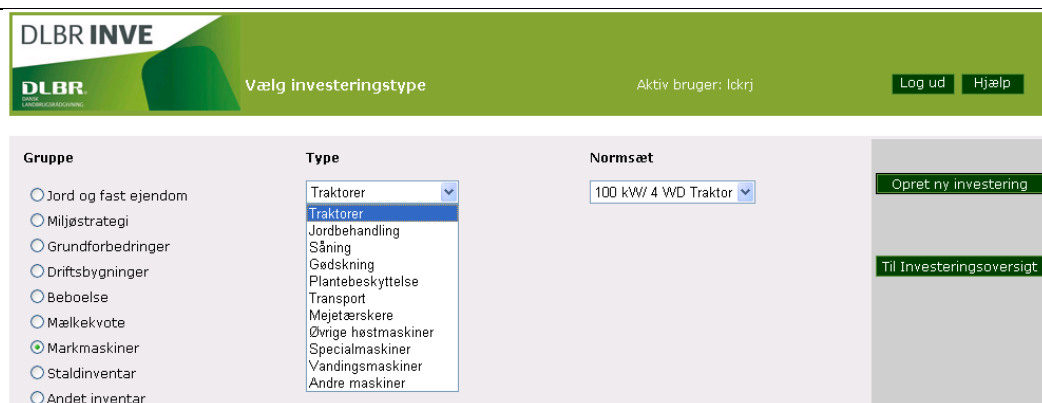 DLBR INVE
DLBR.
DANSK
LANDBRUGSRÅDGIVNING
Vælg investeringstype
Aktiv bruger: lckrj
Log ud
Hjælp
Gruppe
Type
Normsæt
Jord og fast ejendom
Miljøstrategi
Grundforbedringer
Driftsbygninger
Beboelse
Mælkekvote
Markmaskiner
Staldinventar
Andet inventar
Traktorer
Traktorer
Jordbehandling
Såning
Gødskning
Plantebeskyttelse
Transport
Mejetærskere
Øvrige høstmaskiner
Specialmaskiner
Vandingsmaskiner
Andre maskiner
100 kW/ 4 WD Traktor
Opret ny investering
Til Investeringsoversigt